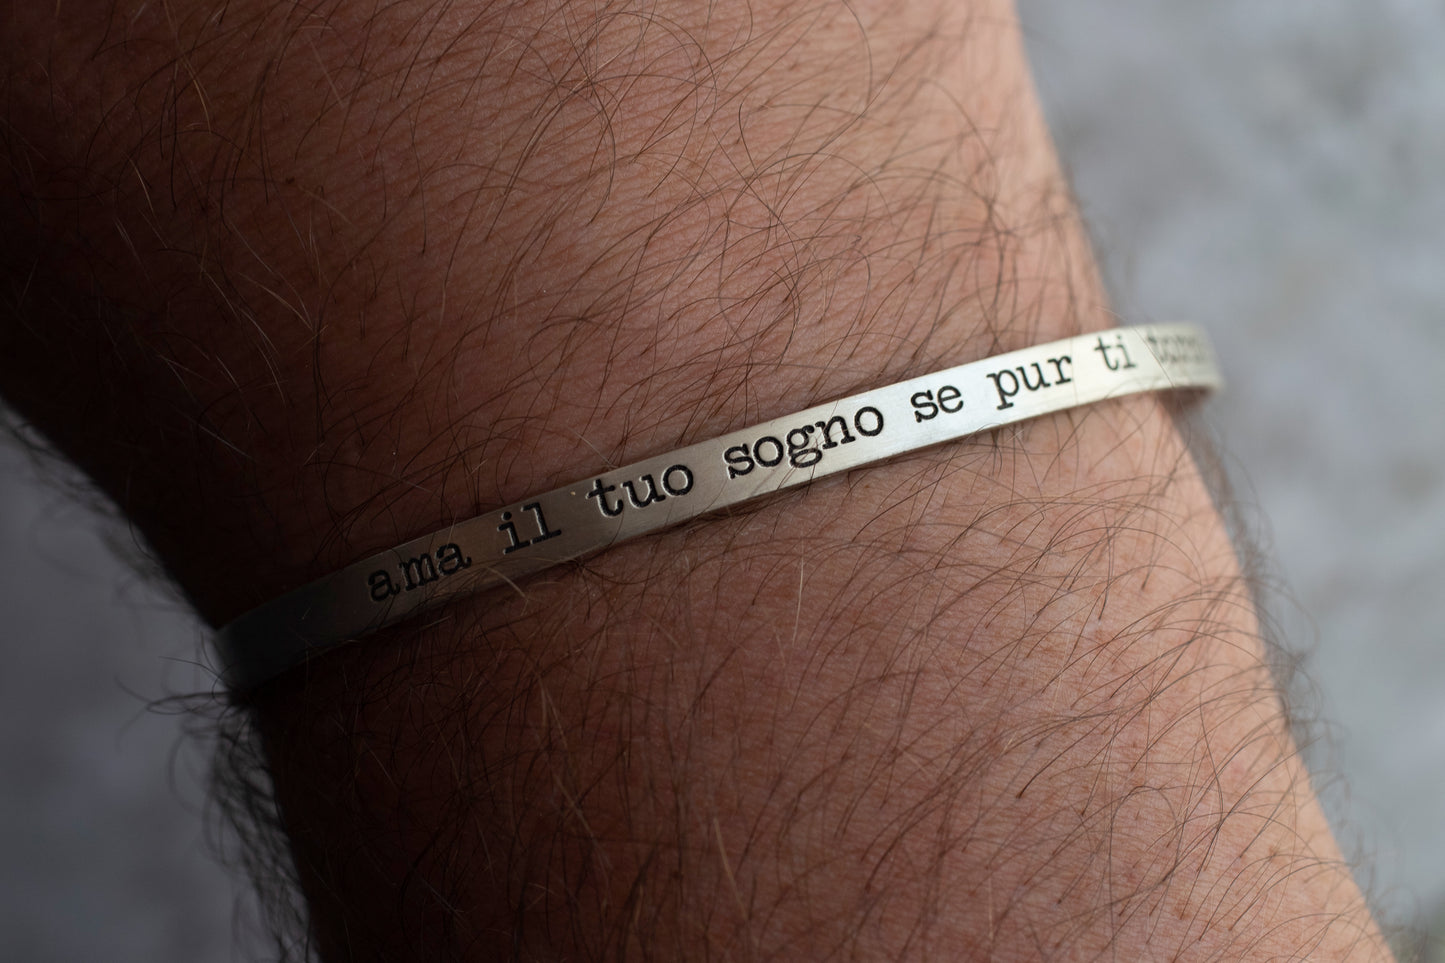 ama il tuo sogno se pur ti